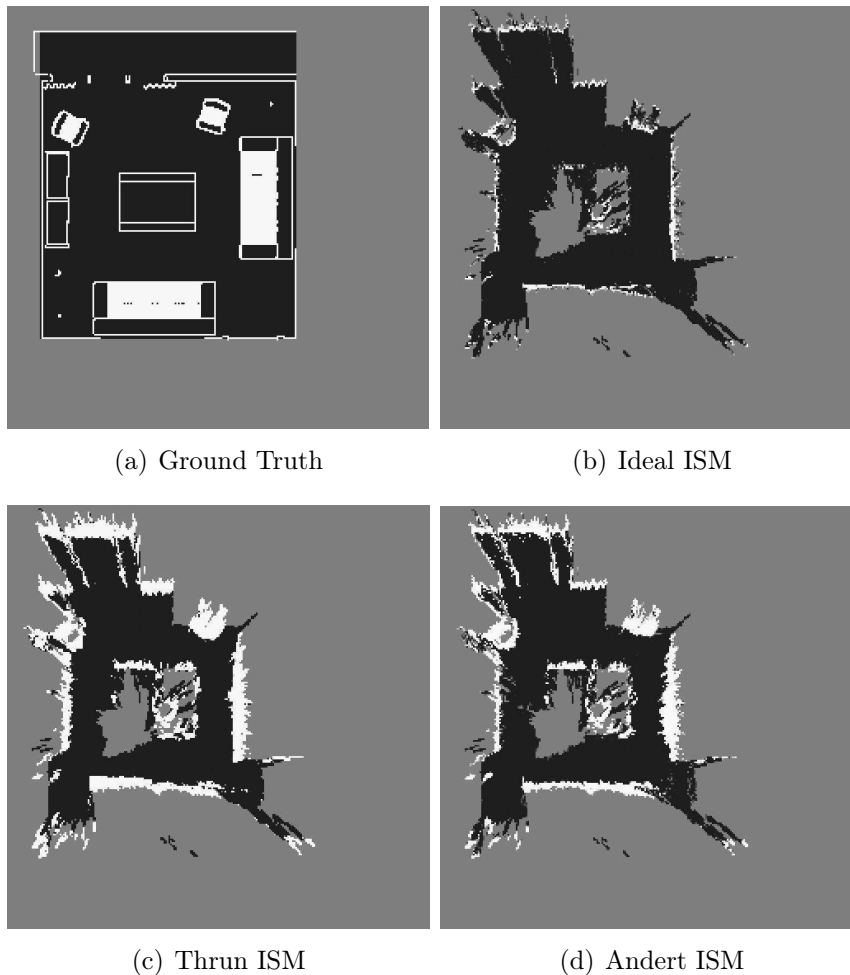 (a) Ground Truth
(b) Ideal ISM
(c) Thrun ISM
(d) Andert ISM